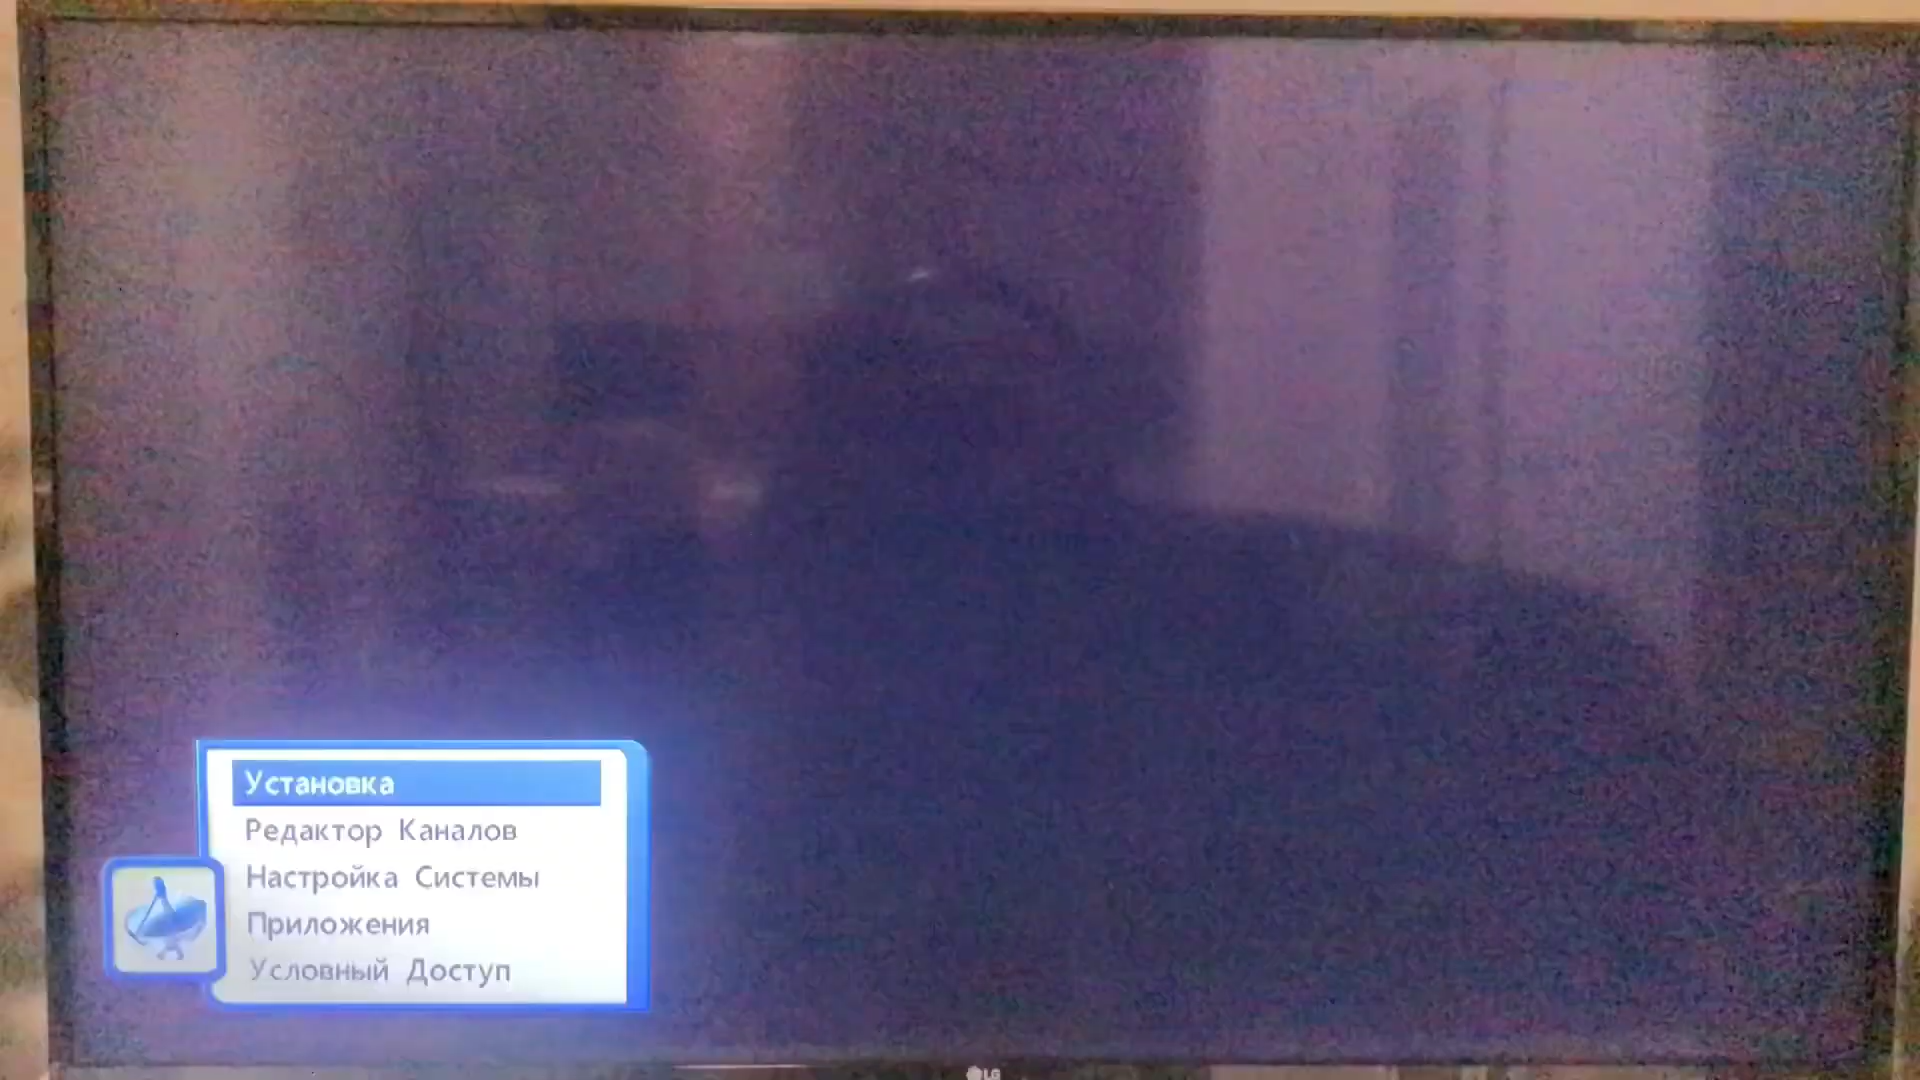 Установка
Редактор Каналов
Настройка Системы
Приложения
Условный Доступ
LG